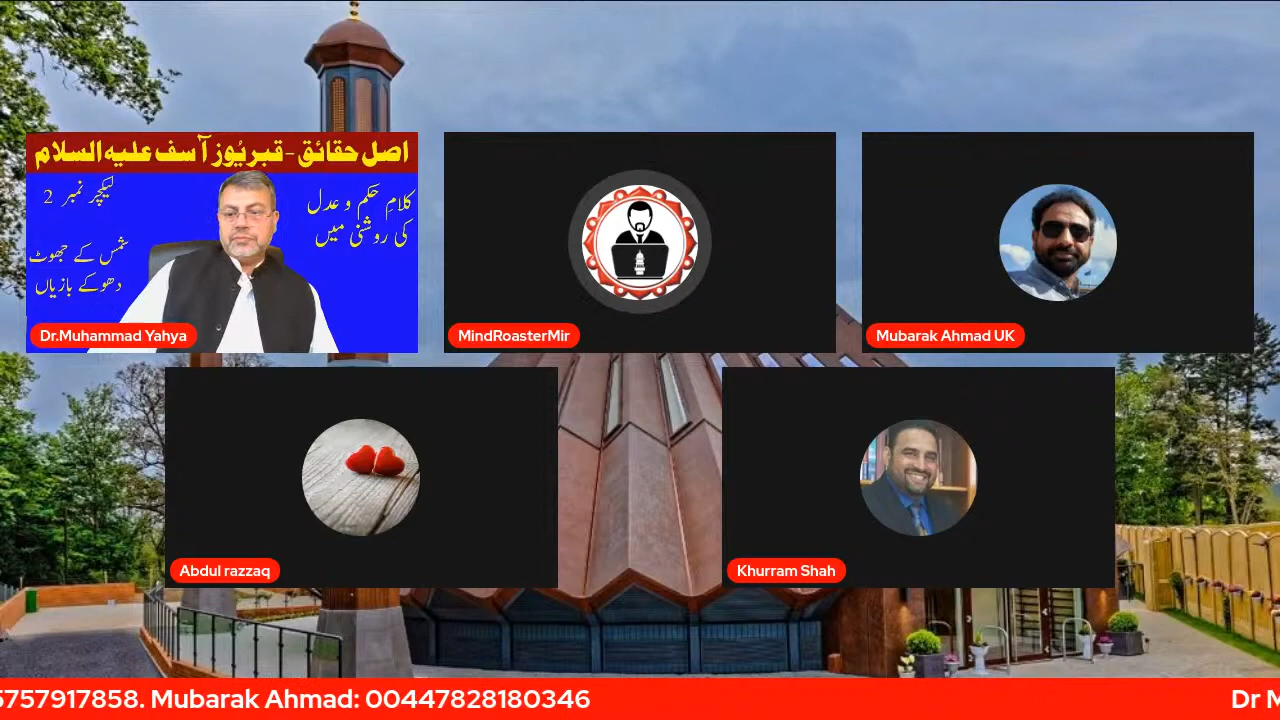 اصل حقائق - قبر یُوز آسف علیہ السلام
لیکچر نمبر 2
کلامِ حکم و عدل
کی روشنی میں
شمس کے جھوٹ
دھوکے بازیاں
Dr.Muhammad Yahya
MindRoasterMir
Mubarak Ahmad UK
Abdul razzaq
Khurram Shah
5757917858. Mubarak Ahmad: 00447828180346
Dr M